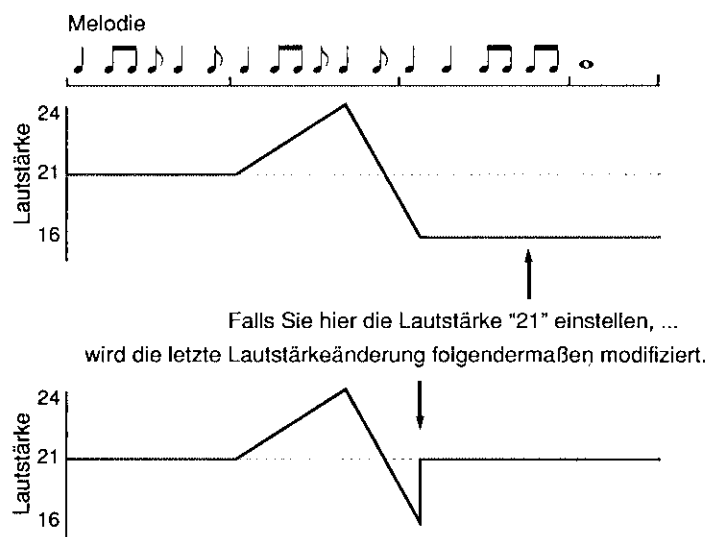 Melodie
24
21
16
Lautstärke
Falls Sie hier die Lautstärke "21" einstellen, ...
wird die letzte Lautstärkeänderung folgendermaßen modifiziert.
24
21
16
Lautstärke